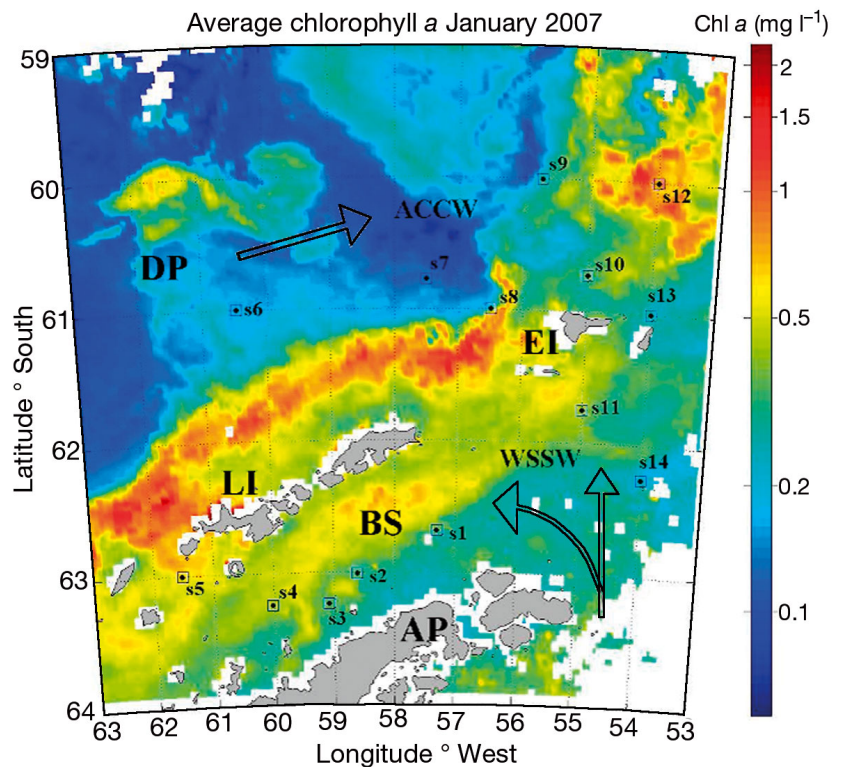 Average chlorophyll a January 2007
Chl a (mg l⁻¹)
59
60
61
62
63
64
Latitude ° South
63
62
61
60
59
58
57
56
55
54
53
Longitude ° West
2
1.5
1
0.5
0.2
0.1
s9
s12
ACCW
DP
s7
s10
s6
s8
s13
EI
s11
WSSW
s14
LI
BS
s1
s2
s5
s4
s3
AP